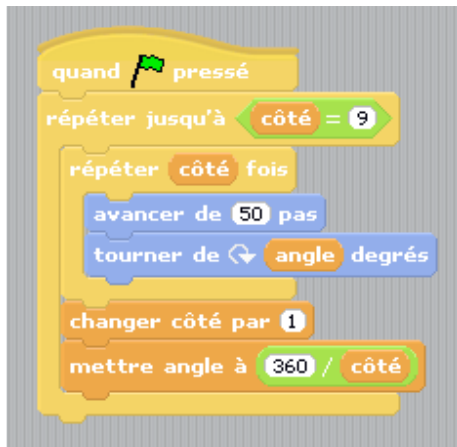 quand pressé
répéter jusqu'à côté = 9
répéter côté fois
avancer de 50 pas
tourner de angle degrés
changer côté par 1
mettre angle à 360 / côté